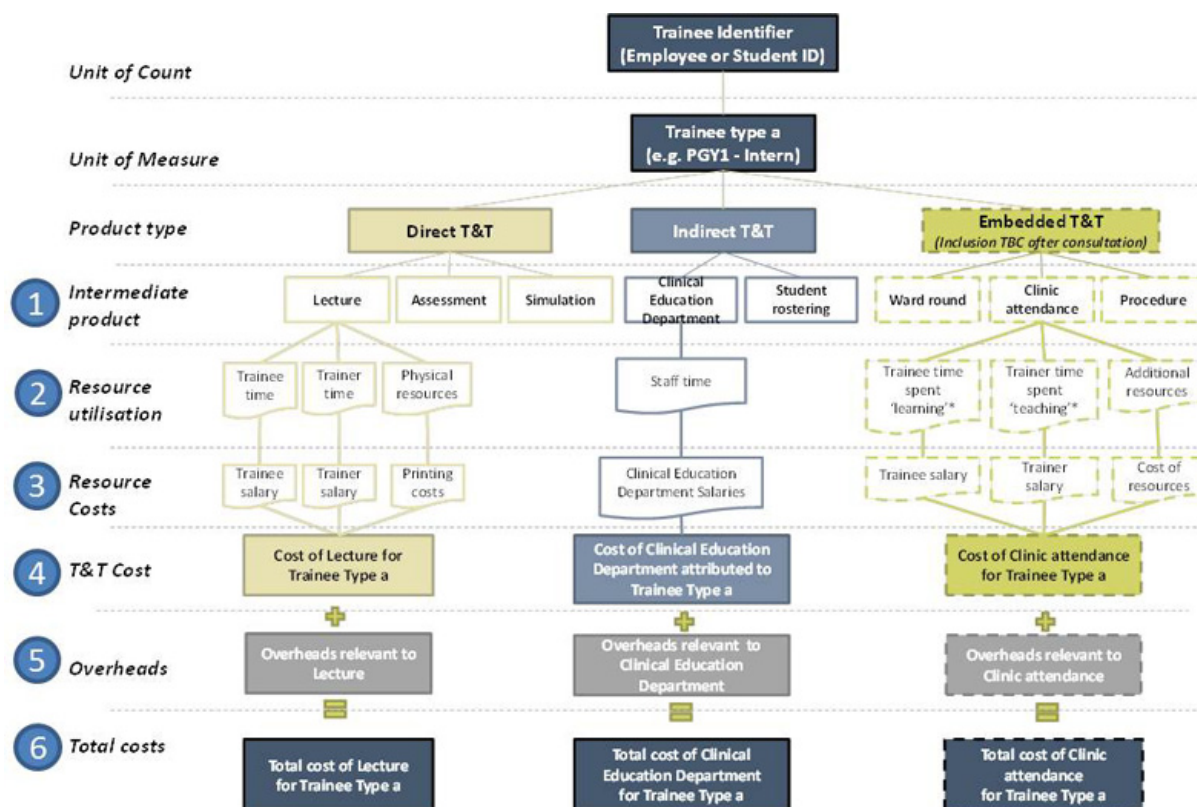 Trainee Identifier
(Employee or Student ID)
Unit of Count
Trainee type a
(e.g. PGY1 - Intern)
Unit of Measure
Product type
Direct T&T
Indirect T&T
Embedded T&T
(Inclusion TBC after consultation)
1
Intermediate
product
Lecture
Assessment
Simulation
Clinical
Education
Department
Student
rostering
Ward round
Clinic
attendance
Procedure
2
Resource
utilisation
Trainee
time
Trainer
time
Physical
resources
Staff time
Trainee time
spent
'learning'*
Trainer time
spent
'teaching'*
Additional
resources
3
Resource
Costs
Trainee
salary
Trainer
salary
Printing
costs
Clinical Education
Department Salaries
Trainee salary
Trainer
salary
Cost of
resources
4
T&T Cost
Cost of Lecture for
Trainee Type a
Cost of Clinical Education
Department attributed to
Trainee Type a
Cost of Clinic attendance
for Trainee Type a
+
+
+
5
Overheads
Overheads relevant to
Lecture
Overheads relevant to
Clinical Education
Department
Overheads relevant to
Clinic attendance
=
=
=
6
Total costs
Total cost of Lecture
for Trainee Type a
Total cost of Clinical
Education Department
for Trainee Type a
Total cost of Clinic
attendance
for Trainee Type a